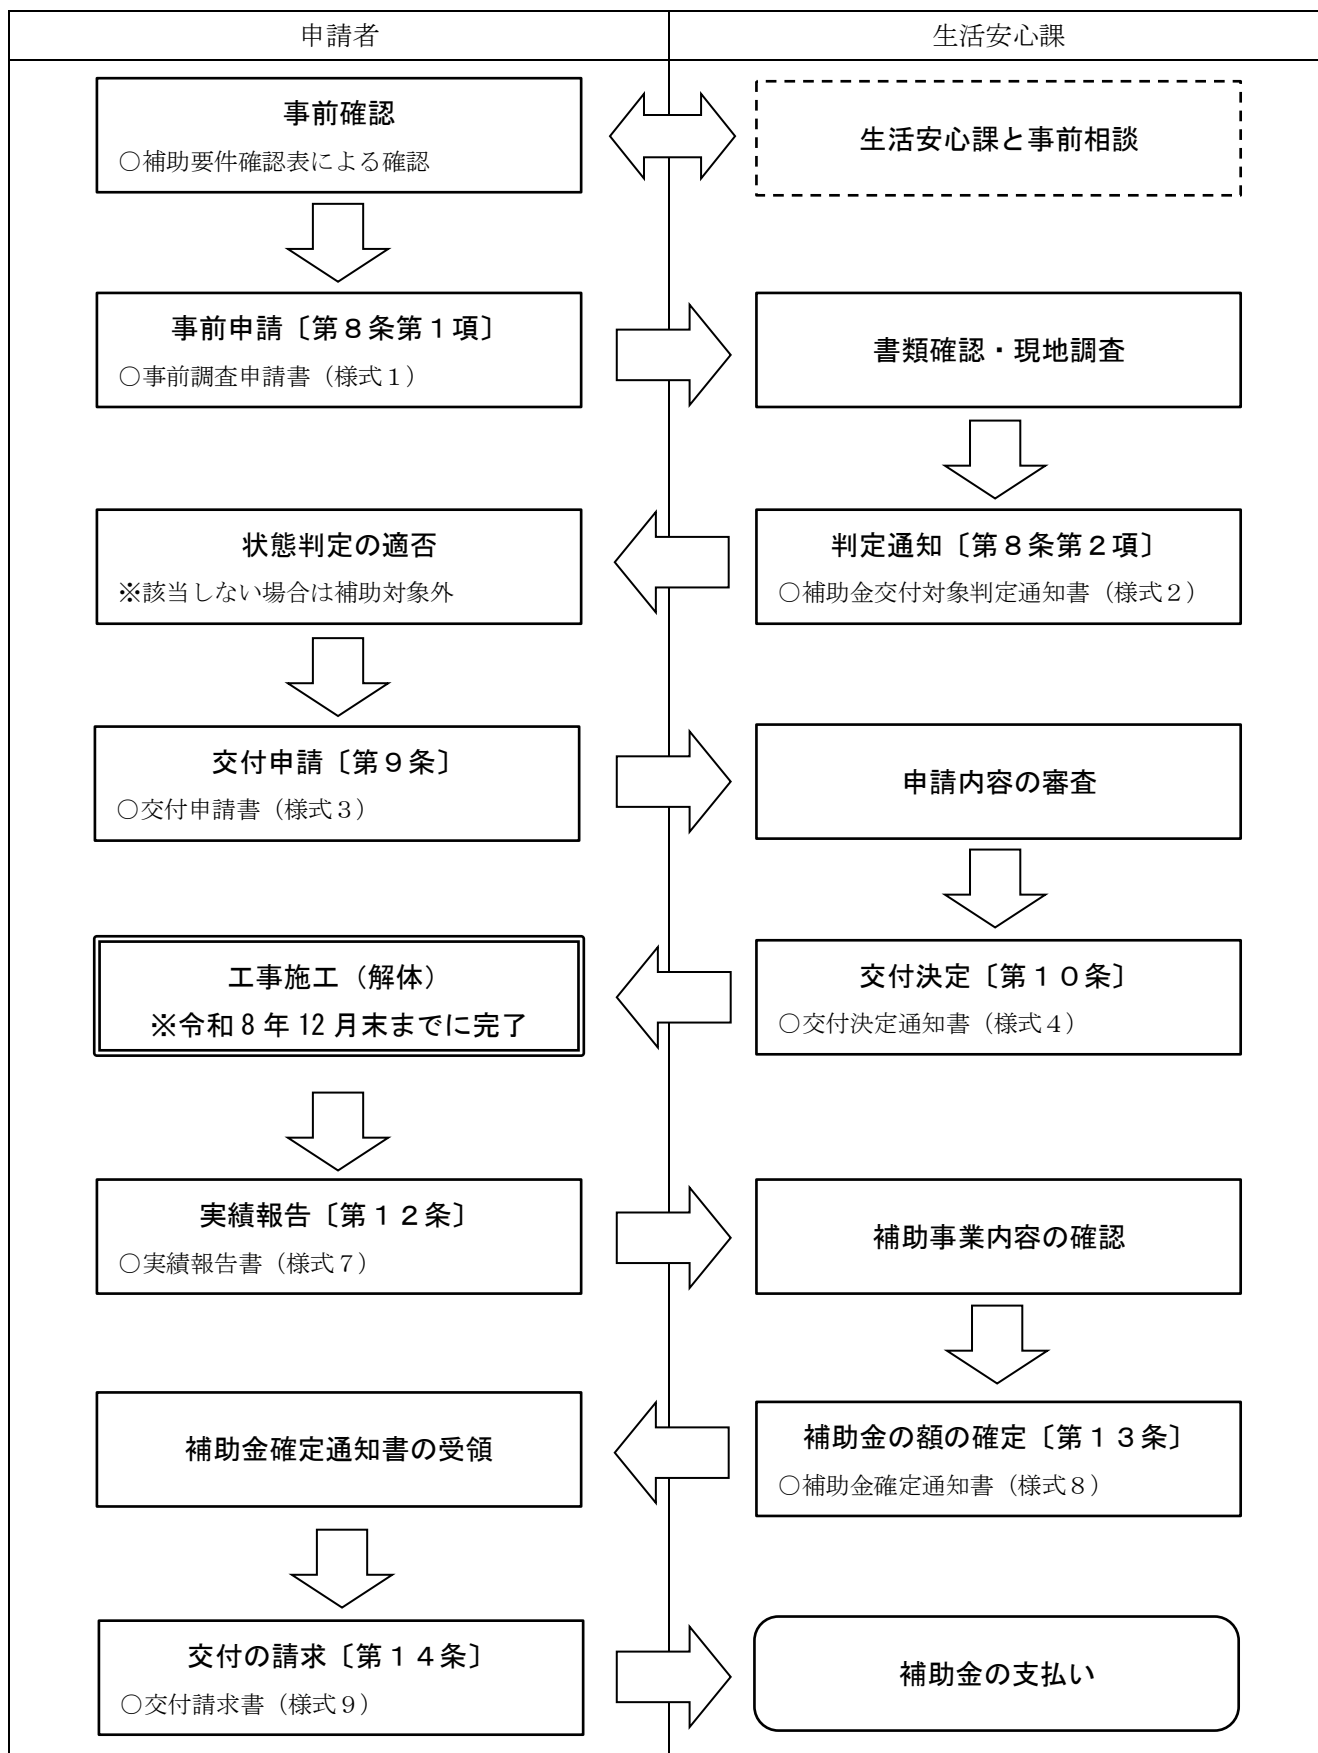 申請者
生活安心課
事前確認
○補助要件確認表による確認
生活安心課と事前相談
事前申請〔第８条第１項〕
○事前調査申請書（様式１）
書類確認・現地調査
判定通知〔第８条第２項〕
○補助金交付対象判定通知書（様式２）
状態判定の適否
※該当しない場合は補助対象外
交付申請〔第９条〕
○交付申請書（様式３）
申請内容の審査
交付決定〔第１０条〕
○交付決定通知書（様式４）
工事施工（解体）
※令和8年12月末までに完了
実績報告〔第１２条〕
○実績報告書（様式７）
補助事業内容の確認
補助金の額の確定〔第１３条〕
○補助金確定通知書（様式８）
補助金確定通知書の受領
交付の請求〔第１４条〕
○交付請求書（様式９）
補助金の支払い